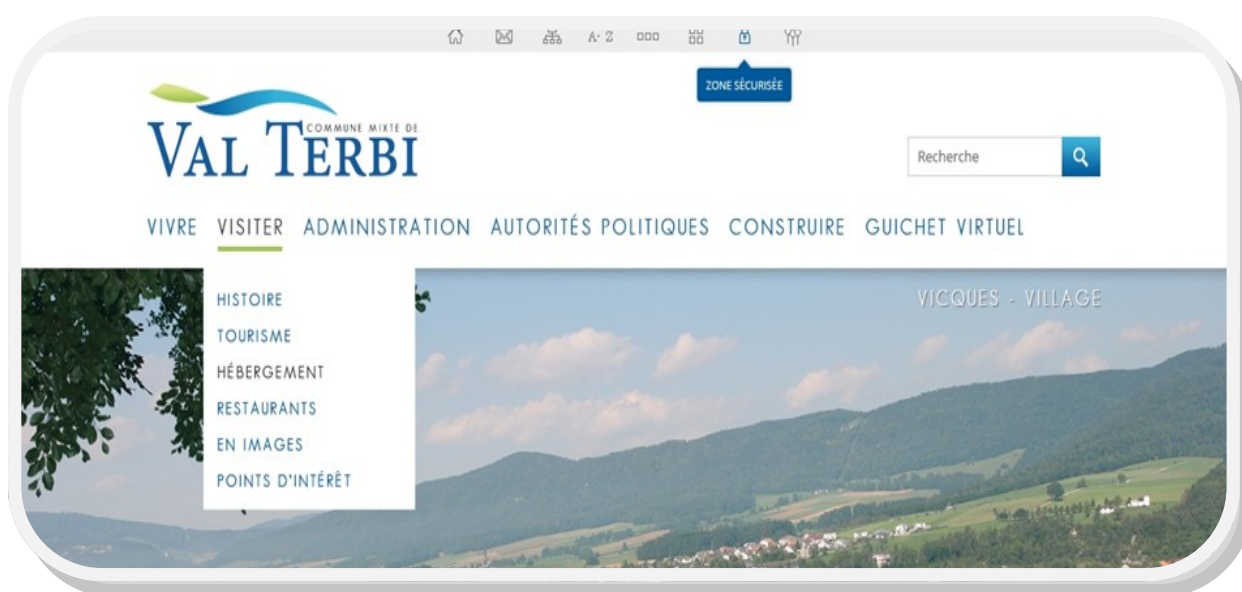 A-Z
ZONE SÉCURISÉE
COMMUNE MIXTE DE
VAL TERBI
Recherche
VIVRE VISITER ADMINISTRATION AUTORITÉS POLITIQUES CONSTRUIRE GUICHET VIRTUEL
VICQUES - VILLAGE
HISTOIRE
TOURISME
HÉBERGEMENT
RESTAURANTS
EN IMAGES
POINTS D'INTÉRÊT